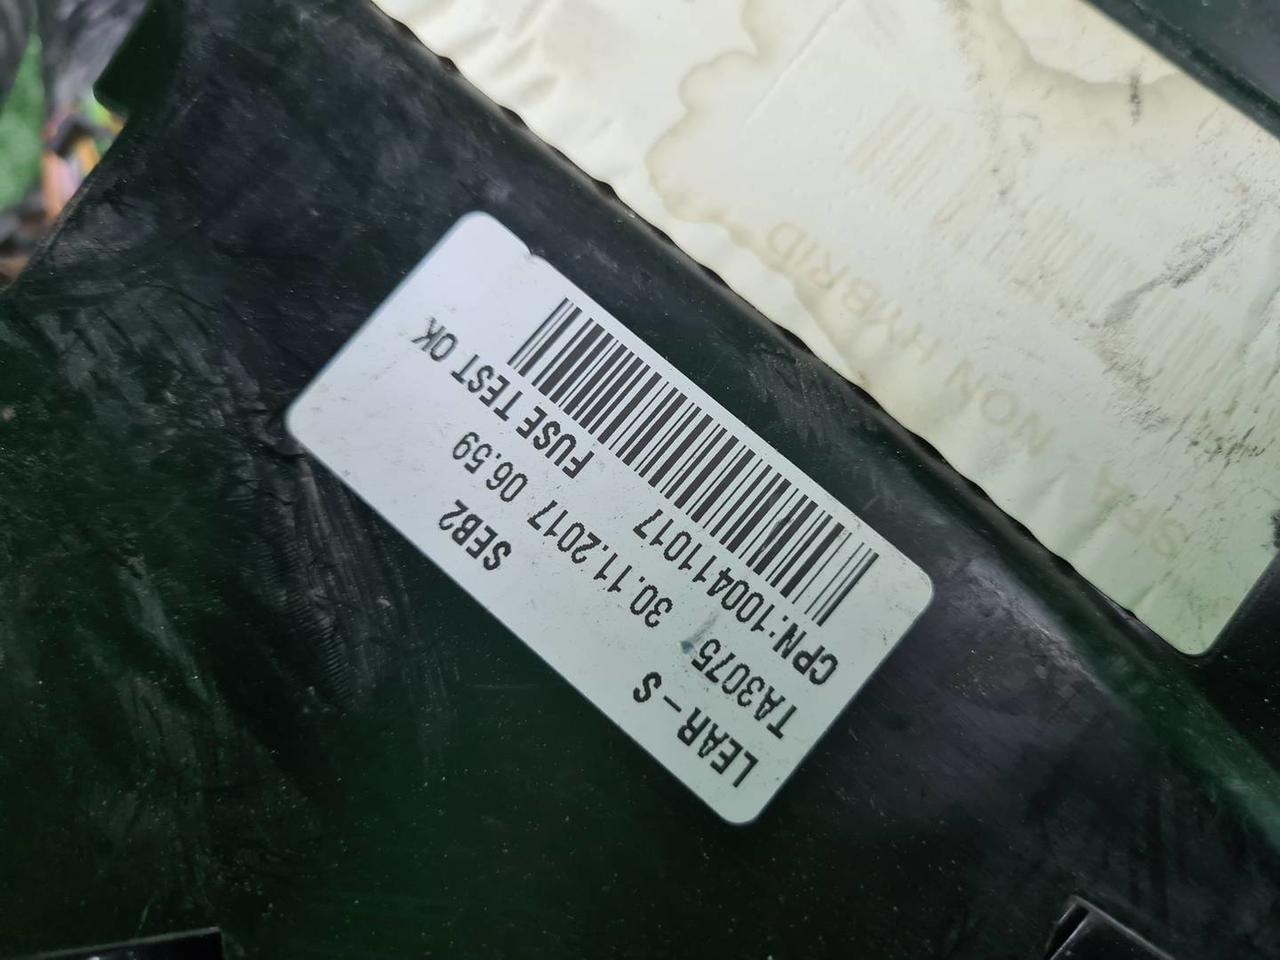 LEAR - S SEB2
TA3075 30.11.2017 06.59
CPN:100411017 FUSE TEST OK
SPA NON HYBRID